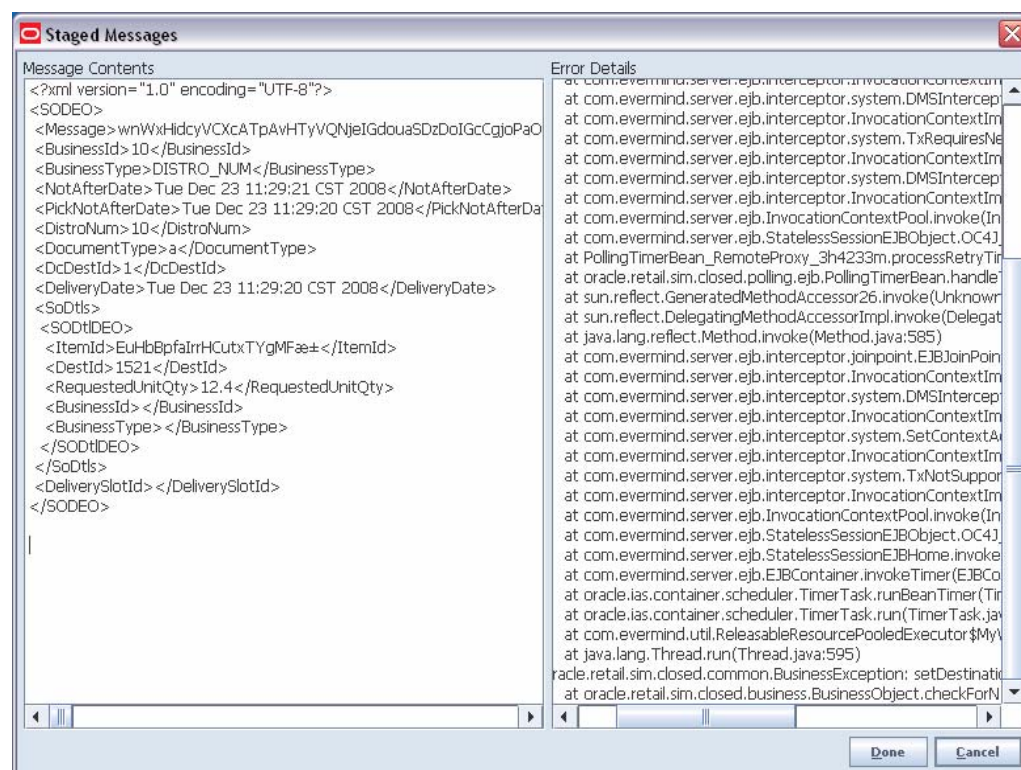 Staged Messages
Message Contents
<?xml version="1.0" encoding="UTF-8"?>
<SODEO>
<Message>wnWxHidcyVCXcATpAvHTyVQNjeIGdouaSDzDoIGcCgjoPaO
<BusinessId>10</BusinessId>
<BusinessType>DISTRO_NUM</BusinessType>
<NotAfterDate>Tue Dec 23 11:29:21 CST 2008</NotAfterDate>
<PickNotAfterDate>Tue Dec 23 11:29:20 CST 2008</PickNotAfterDa
<DistroNum>10</DistroNum>
<DocumentType>a</DocumentType>
<DcDestId>1</DcDestId>
<DeliveryDate>Tue Dec 23 11:29:20 CST 2008</DeliveryDate>
<SoDtls>
<SODtlDEO>
<ItemId>EuHbBpfaIrrHCutxTYgMFæ±</ItemId>
<DestId>1521</DestId>
<RequestedUnitQty>12.4</RequestedUnitQty>
<BusinessId></BusinessId>
<BusinessType></BusinessType>
</SODtlDEO>
</SoDtls>
<DeliverySlotId></DeliverySlotId>
</SODEO>
Error Details
at com.evermind.server.ejb.interceptor.InvocationContextIm
at com.evermind.server.ejb.interceptor.system.DMSIntercep
at com.evermind.server.ejb.interceptor.InvocationContextIm
at com.evermind.server.ejb.interceptor.system.TxRequiresNe
at com.evermind.server.ejb.interceptor.InvocationContextIm
at com.evermind.server.ejb.interceptor.system.DMSIntercep
at com.evermind.server.ejb.interceptor.InvocationContextIm
at com.evermind.server.ejb.InvocationContextPool.invoke(In
at com.evermind.server.ejb.StatelessSessionEJBObject.OC4J_
at PollingTimerBean_RemoteProxy_3h4233m.processRetryTim
at oracle.retail.sim.closed.polling.ejb.PollingTimerBean.handleT
at sun.reflect.GeneratedMethodAccessor26.invoke(Unknown
at sun.reflect.DelegatingMethodAccessorImpl.invoke(Delegat
at java.lang.reflect.Method.invoke(Method.java:585)
at com.evermind.server.ejb.interceptor.joinpoint.EJBJoinPoin
at com.evermind.server.ejb.interceptor.InvocationContextIm
at com.evermind.server.ejb.interceptor.system.DMSIntercep
at com.evermind.server.ejb.interceptor.InvocationContextIm
at com.evermind.server.ejb.interceptor.system.SetContextA
at com.evermind.server.ejb.interceptor.InvocationContextIm
at com.evermind.server.ejb.interceptor.system.TxNotSuppor
at com.evermind.server.ejb.interceptor.InvocationContextIm
at com.evermind.server.ejb.InvocationContextPool.invoke(In
at com.evermind.server.ejb.StatelessSessionEJBObject.OC4J_
at com.evermind.server.ejb.StatelessSessionEJBHome.invoke
at com.evermind.server.ejb.EJBContainer.invokeTimer(EJBCo
at oracle.ias.container.scheduler.TimerTask.runBeanTimer(Tim
at oracle.ias.container.scheduler.TimerTask.run(TimerTask.jav
at com.evermind.util.ReleasableResourcePooledExecutor$MyW
at java.lang.Thread.run(Thread.java:595)
racle.retail.sim.closed.common.BusinessException: setDestinatio
at oracle.retail.sim.closed.business.BusinessObject.checkForN
Done
Cancel